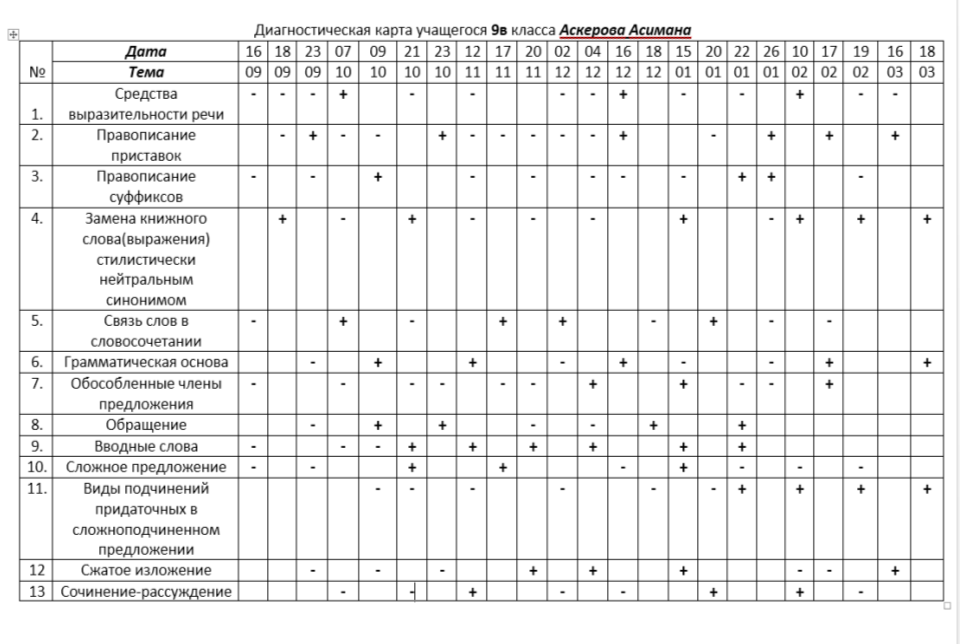 Диагностическая карта учащегося 9в класса Аскерова Асимана
Дата 16 18 23 07 09 21 23 12 17 20 02 04 16 18 15 20 22 26 10 17 19 16 18
№ Тема 09 09 09 10 10 10 10 11 11 11 12 12 12 12 01 01 01 01 02 02 02 03 03
Средства - - - + - - - - + - - + - -
1. выразительности речи
2. Правописание - + - - + - - - - - + - + + +
приставок
3. Правописание - - + - - - - - + + -
суффиксов
4. Замена книжного + - + - - - + - + + +
слова(выражения)
стилистически
нейтральным
синонимом
5. Связь слов в - + - + + - + - -
словосочетании
6. Грамматическая основа - + + - + - - + +
7. Обособленные члены - - - - - - + + - - +
предложения
8. Обращение - + + - - + +
9. Вводные слова - - - + + + + + +
10. Сложное предложение - - + + - + - - -
11. Виды подчинений - - - - - - + + + +
придаточных в
сложноподчиненном
предложении
12 Сжатое изложение - - - + + + - - +
13 Сочинение-рассуждение - - + - - + + -